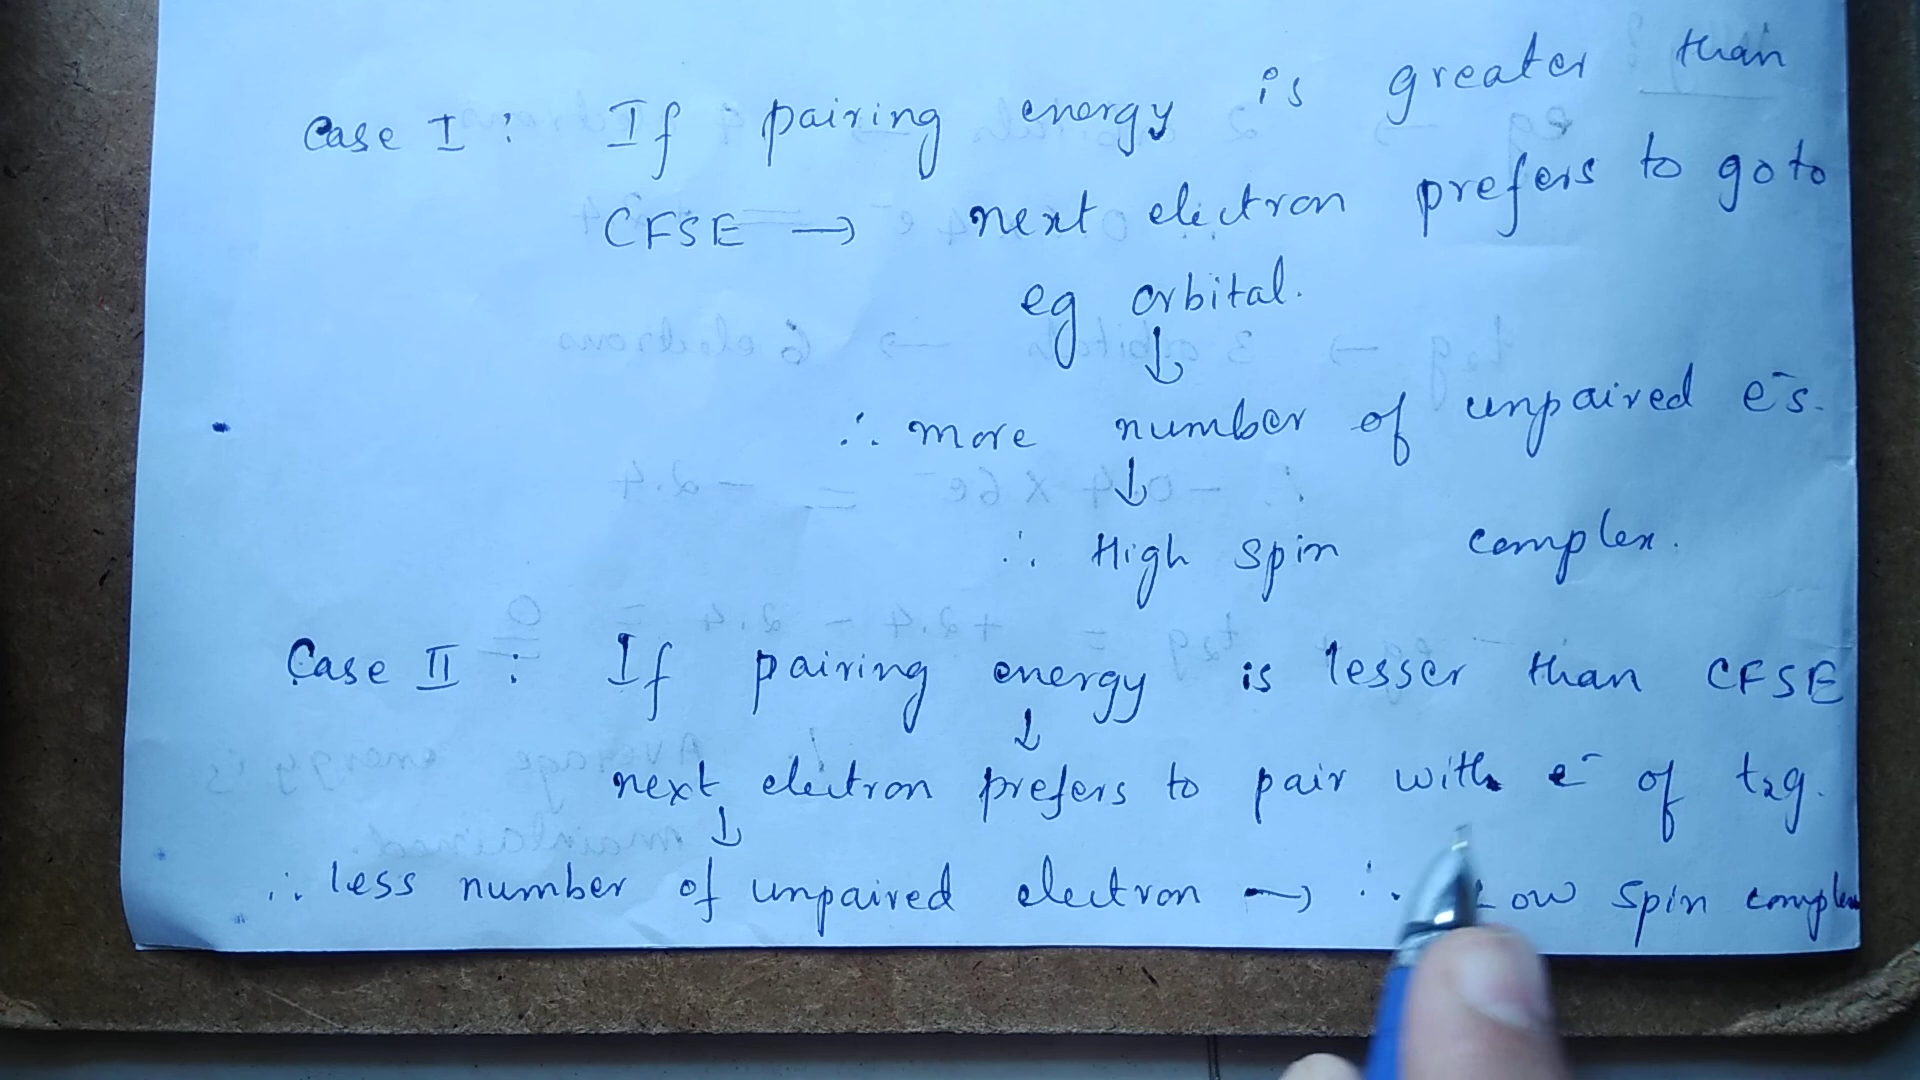 Case I : If pairing energy is greater than
CFSE → next electron prefers to go to
eg orbital.
↓
∴ more number of unpaired e⁻s.
↓
∴ High spin complex.
Case II : If pairing energy is lesser than CFSE
↓
next electron prefers to pair with e⁻ of t₂g.
↓
∴ less number of unpaired electron → ∴ Low spin complex